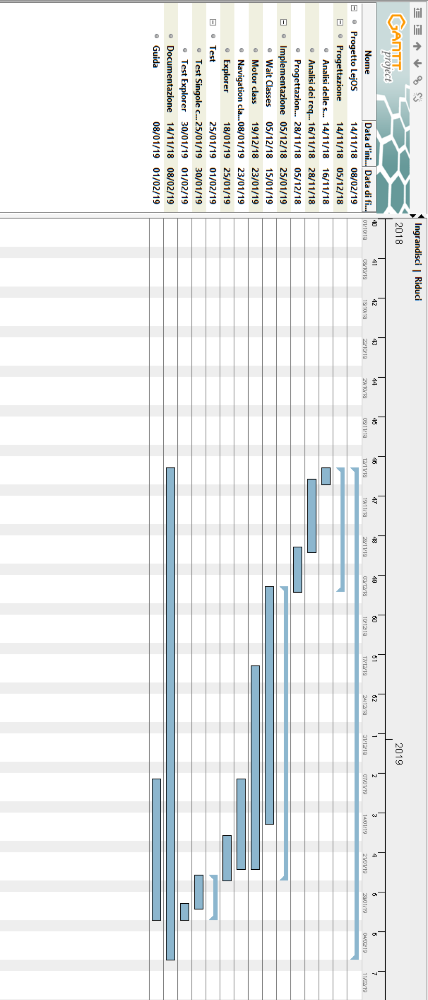 GANTT
project
Ingrandisci | Riduci
Nome Data d'ini... Data di fi...
2018 2019
40 41 42 43 44 45 46 47 48 49 50 51 52 1 2 3 4 5 6 7
01/10/18 08/10/18 15/10/18 22/10/18 29/10/18 05/11/18 12/11/18 19/11/18 26/11/18 03/12/18 10/12/18 17/12/18 24/12/18 31/12/18 07/01/19 14/01/19 21/01/19 28/01/19 04/02/19 11/02/19
Progetto LejOS 14/11/18 08/02/19
Progettazione 14/11/18 05/12/18
Analisi delle s... 14/11/18 16/11/18
Analisi dei req... 16/11/18 28/11/18
Progettazion... 28/11/18 05/12/18
Implementazione 05/12/18 25/01/19
Wait Classes 05/12/18 15/01/19
Motor class 19/12/18 23/01/19
Navigation cla... 08/01/19 23/01/19
Explorer 18/01/19 25/01/19
Test 25/01/19 01/02/19
Test Singole c... 25/01/19 30/01/19
Test Explorer 30/01/19 01/02/19
Documentazione 14/11/18 08/02/19
Guida 08/01/19 01/02/19